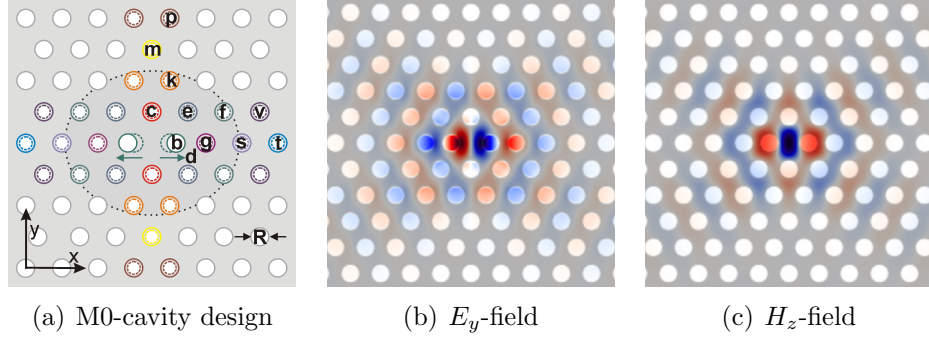 p
m
k
c e f v
b g s t
d
y
R
x
(a) M0-cavity design
(b) E_y-field
(c) H_z-field